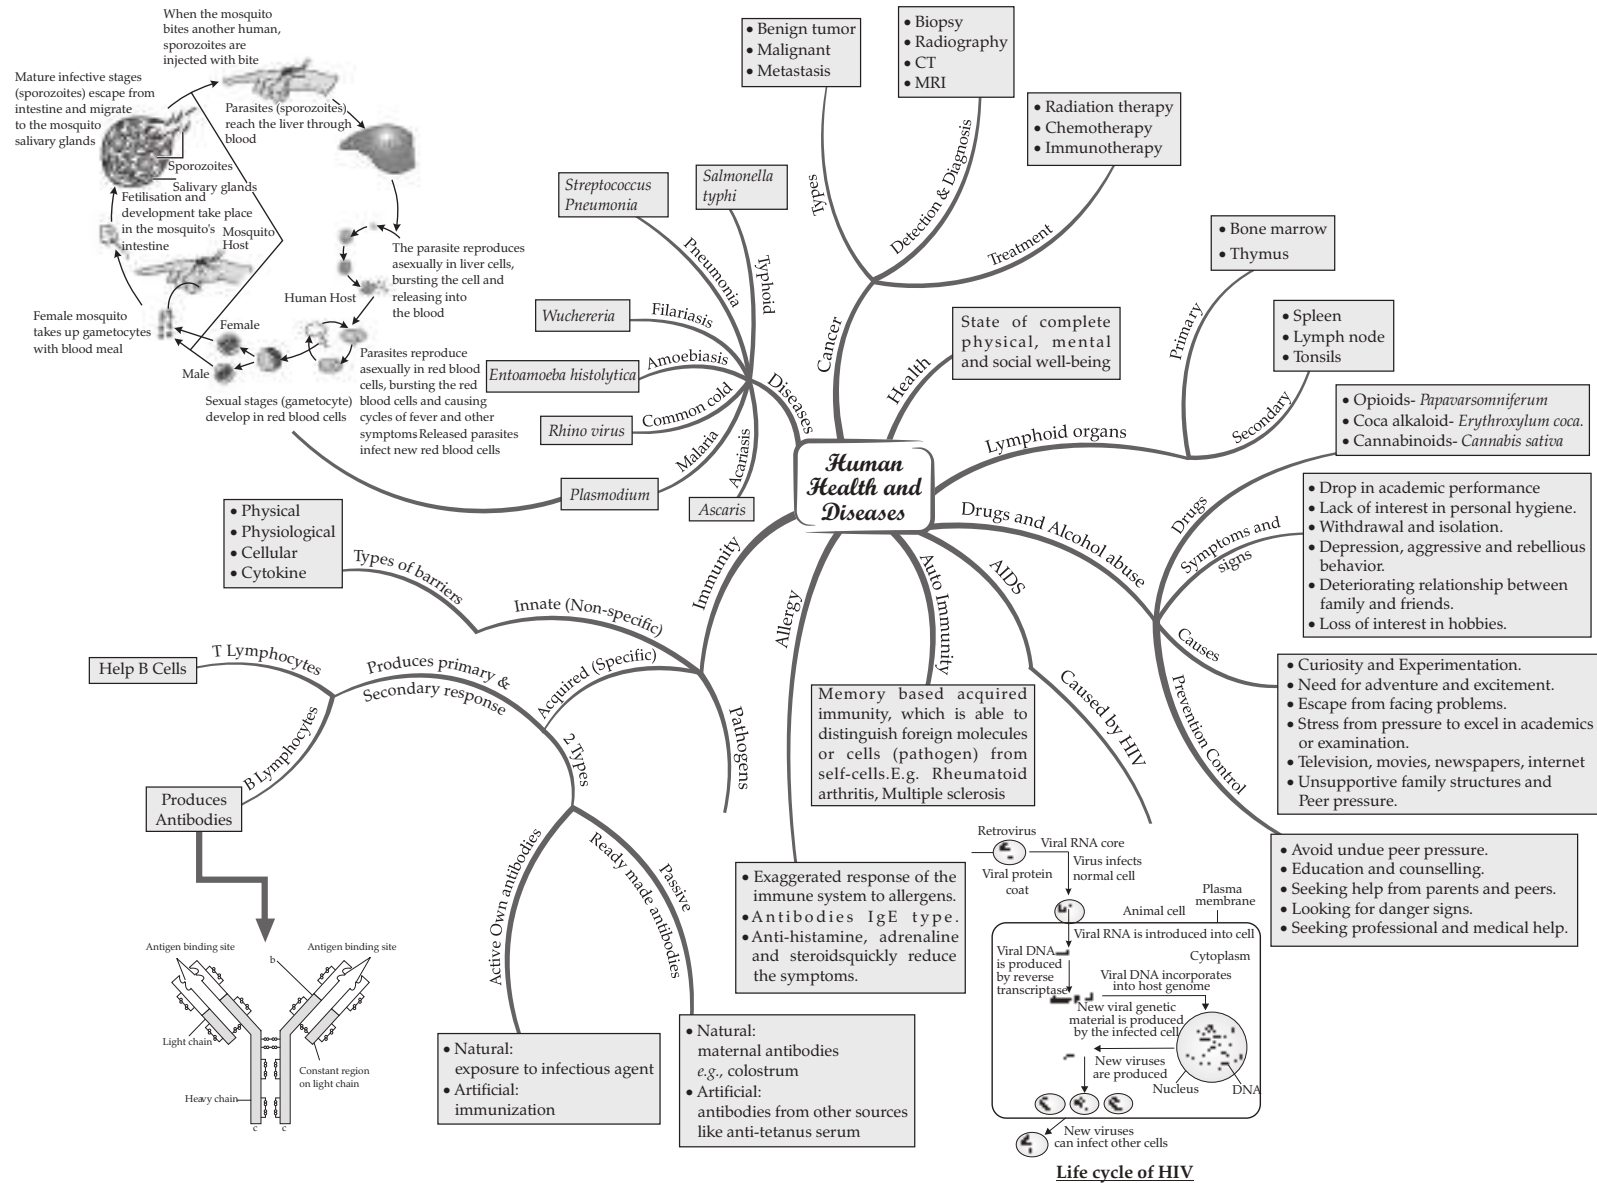 When the mosquito
bites another human,
sporozoites are
injected with bite
Mature infective stages
(sporozoites) escape from
intestine and migrate
to the mosquito
salivary glands
Parasites (sporozoites)
reach the liver through
blood
Sporozoites
Salivary glands
Fetilisation and
development take place
in the mosquito's
intestine
Mosquito
Host
The parasite reproduces
asexually in liver cells,
bursting the cell and
releasing into
the blood
Human Host
Female mosquito
takes up gametocytes
with blood meal
Female
Male
Sexual stages (gametocyte)
develop in red blood cells
Parasites reproduce
asexually in red blood
cells, bursting the red
blood cells and causing
cycles of fever and other
symptoms Released parasites
infect new red blood cells
Human
Health and
Diseases
Diseases
Streptococcus
Pneumonia
Pneumonia
Salmonella
typhi
Typhoid
Wuchereria
Filariasis
Entoamoeba histolytica
Amoebiasis
Rhino virus
Common cold
Plasmodium
Malaria
Ascaris
Acariasis
Cancer
Types
• Benign tumor
• Malignant
• Metastasis
Detection & Diagnosis
• Biopsy
• Radiography
• CT
• MRI
Treatment
• Radiation therapy
• Chemotherapy
• Immunotherapy
Health
State of complete
physical, mental
and social well-being
Lymphoid organs
Primary
• Bone marrow
• Thymus
Secondary
• Spleen
• Lymph node
• Tonsils
Drugs and Alcohol abuse
Drugs
• Opioids- Papavarsomniferum
• Coca alkaloid- Erythroxylum coca.
• Cannabinoids- Cannabis sativa
Symptoms and
signs
• Drop in academic performance
• Lack of interest in personal hygiene.
• Withdrawal and isolation.
• Depression, aggressive and rebellious
behavior.
• Deteriorating relationship between
family and friends.
• Loss of interest in hobbies.
Causes
• Curiosity and Experimentation.
• Need for adventure and excitement.
• Escape from facing problems.
• Stress from pressure to excel in academics
or examination.
• Television, movies, newspapers, internet
• Unsupportive family structures and
Peer pressure.
Prevention Control
• Avoid undue peer pressure.
• Education and counselling.
• Seeking help from parents and peers.
• Looking for danger signs.
• Seeking professional and medical help.
AIDS
Caused by HIV
Retrovirus
Viral RNA core
Viral protein
coat
Virus infects
normal cell
Plasma
membrane
Animal cell
Viral RNA is introduced into cell
Cytoplasm
Viral DNA
is produced
by reverse
transcriptase
Viral DNA incorporates
into host genome
New viral genetic
material is produced
by the infected cell
New viruses
are produced
Nucleus
DNA
New viruses
can infect other cells
Life cycle of HIV
Auto Immunity
Memory based acquired
immunity, which is able to
distinguish foreign molecules
or cells (pathogen) from
self-cells.E.g. Rheumatoid
arthritis, Multiple sclerosis
Allergy
• Exaggerated response of the
immune system to allergens.
• Antibodies IgE type.
• Anti-histamine, adrenaline
and steroidsquickly reduce
the symptoms.
Immunity
Innate (Non-specific)
Types of barriers
• Physical
• Physiological
• Cellular
• Cytokine
Acquired (Specific)
Pathogens
Produces primary &
Secondary response
T Lymphocytes
Help B Cells
B Lymphocytes
Produces
Antibodies
2 Types
Active Own antibodies
• Natural:
exposure to infectious agent
• Artificial:
immunization
Passive
Ready made antibodies
• Natural:
maternal antibodies
e.g., colostrum
• Artificial:
antibodies from other sources
like anti-tetanus serum
Antigen binding site
Antigen binding site
b
Light chain
Constant region
on light chain
Heavy chain
c
c